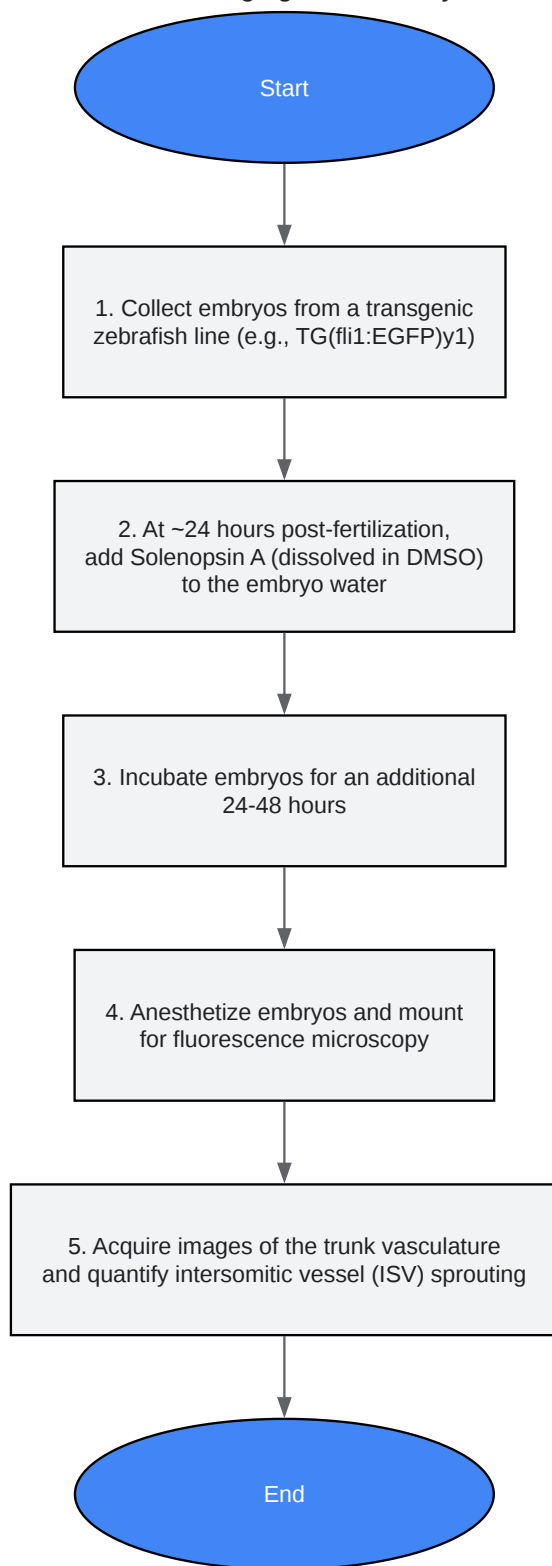 Start
1. Collect embryos from a transgenic
zebrafish line (e.g., TG(fli1:EGFP)y1)
2. At ~24 hours post-fertilization,
add Solenopsin A (dissolved in DMSO)
to the embryo water
3. Incubate embryos for an additional
24-48 hours
4. Anesthetize embryos and mount
for fluorescence microscopy
5. Acquire images of the trunk vasculature
and quantify intersomitic vessel (ISV) sprouting
End